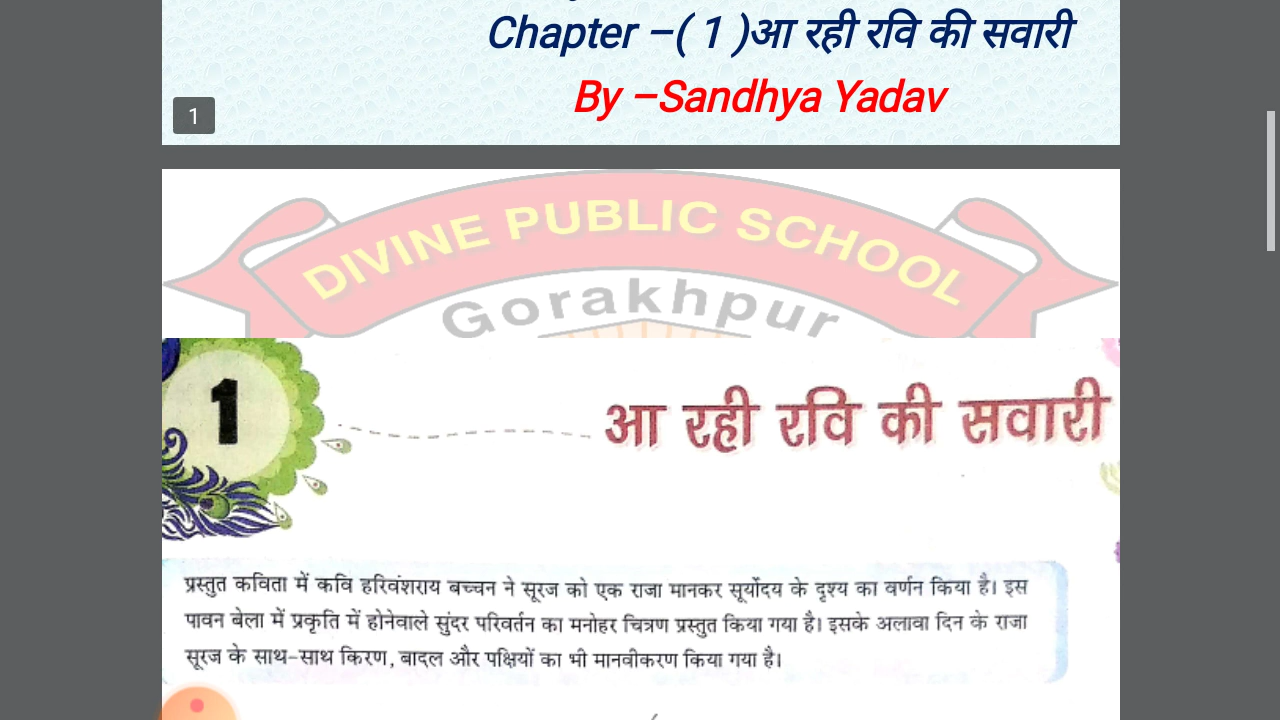 Chapter –( 1 )आ रही रवि की सवारी
By –Sandhya Yadav
1
DIVINE PUBLIC SCHOOL
Gorakhpur
1
आ रही रवि की सवारी
प्रस्तुत कविता में कवि हरिवंशराय बच्चन ने सूरज को एक राजा मानकर सूर्योदय के दृश्य का वर्णन किया है। इस
पावन बेला में प्रकृति में होनेवाले सुंदर परिवर्तन का मनोहर चित्रण प्रस्तुत किया गया है। इसके अलावा दिन के राजा
सूरज के साथ-साथ किरण, बादल और पक्षियों का भी मानवीकरण किया गया है।